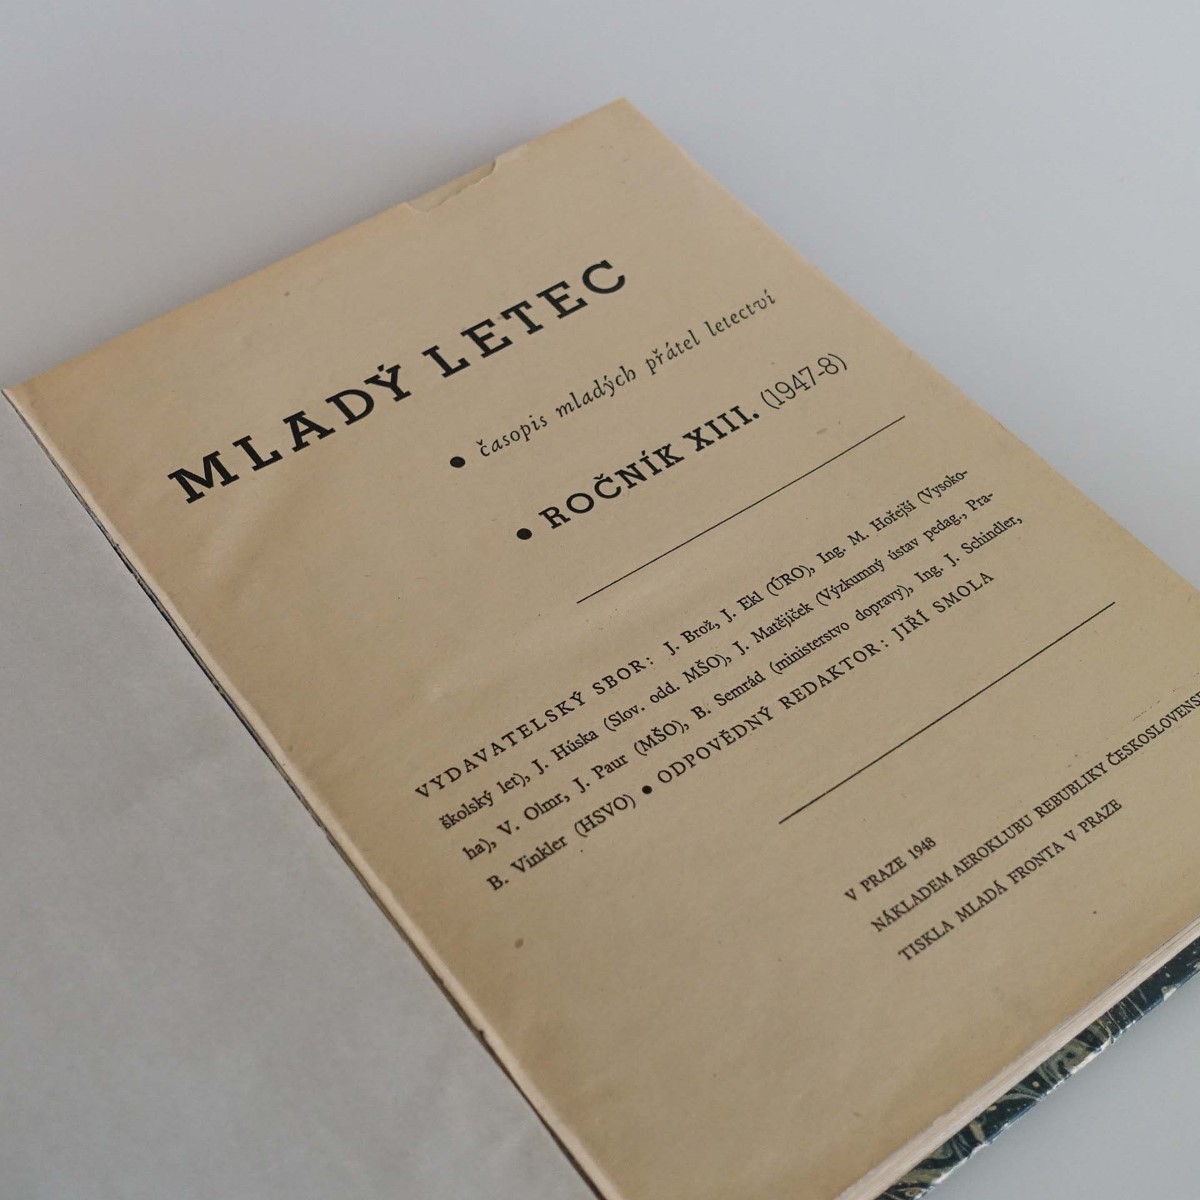 MLADÝ LETEC
● časopis mladých přátel letectví
● ROČNÍK XIII. (1947-8)
VYDAVATELSKÝ SBOR: J. Brož, J. Ekl (ÚRO), Ing. M. Hořejší (Vysoko-
školský let), J. Húska (Slov. odd. MŠO), J. Matějíček (Výzkumný ústav pedag., Pra-
ha), V. Olmr, J. Paur (MŠO), B. Semrád (ministerstvo dopravy), Ing. J. Schindler,
B. Vinkler (HSVO) ● ODPOVĚDNÝ REDAKTOR: JIŘÍ SMOLA
V PRAZE 1948
NÁKLADEM AEROKLUBU REBUBLIKY ČESKOSLOVENSK
TISKLA MLADÁ FRONTA V PRAZE